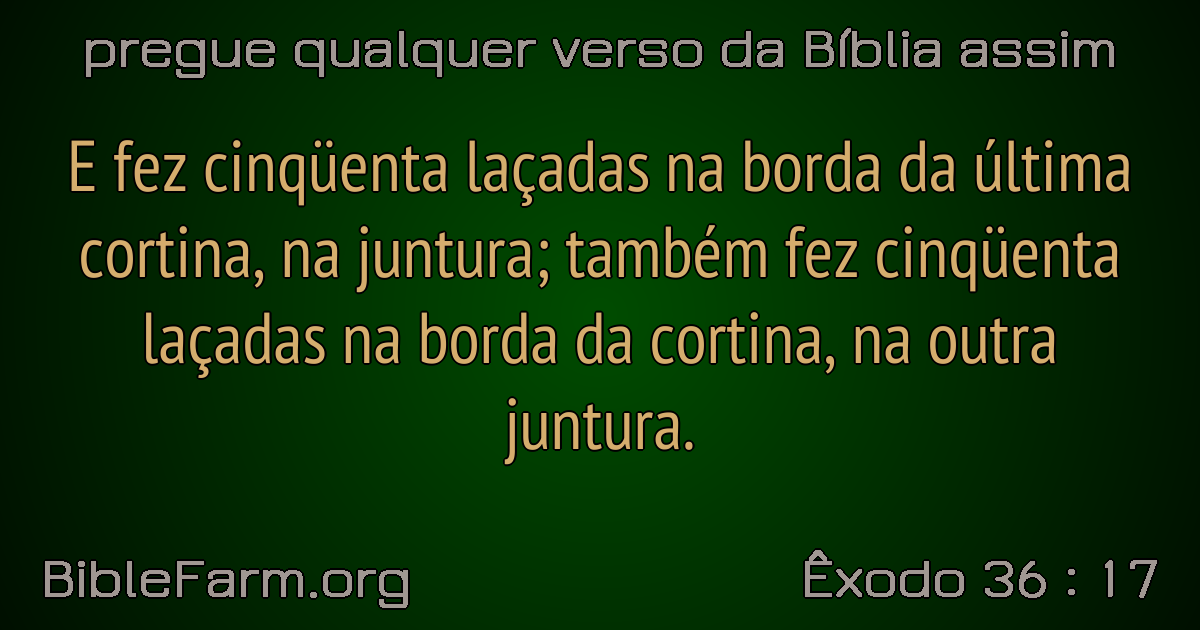 pregue qualquer verso da Bíblia assim
E fez cinqüenta laçadas na borda da última
cortina, na juntura; também fez cinqüenta
laçadas na borda da cortina, na outra
juntura.
BibleFarm.org
Êxodo 36 : 17